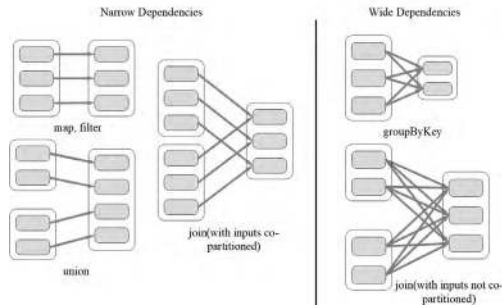 Narrow Dependencies
Wide Dependencies
map, filter
union
join(with inputs co-
partitioned)
groupByKey
join(with inputs not co-
partitioned)